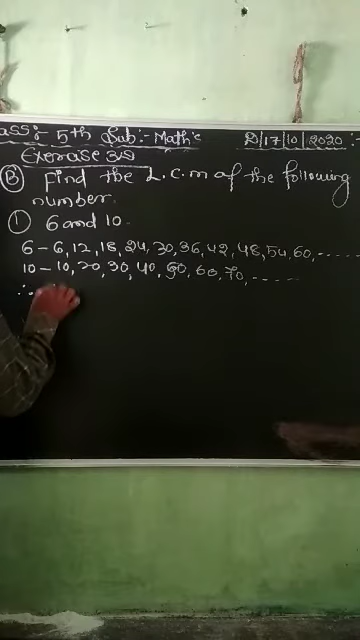 ass:- 5th Sub:- Math's D|17|10|2020:-
Exercise
B) Find the L.C.M of the following
number.
① 6 and 10.
6 - 6, 12, 18, 24, 30, 36, 42, 48, 54, 60, ------
10 - 10, 20, 30, 40, 50, 60, 70, ------
∴